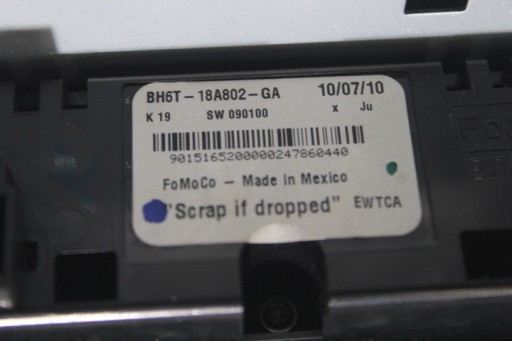 BH6T-18A802-GA 10/07/10
K 19 SW 090100 x Ju
9015165200000247860440
FoMoCo - Made in Mexico
"Scrap if dropped" EWTCA